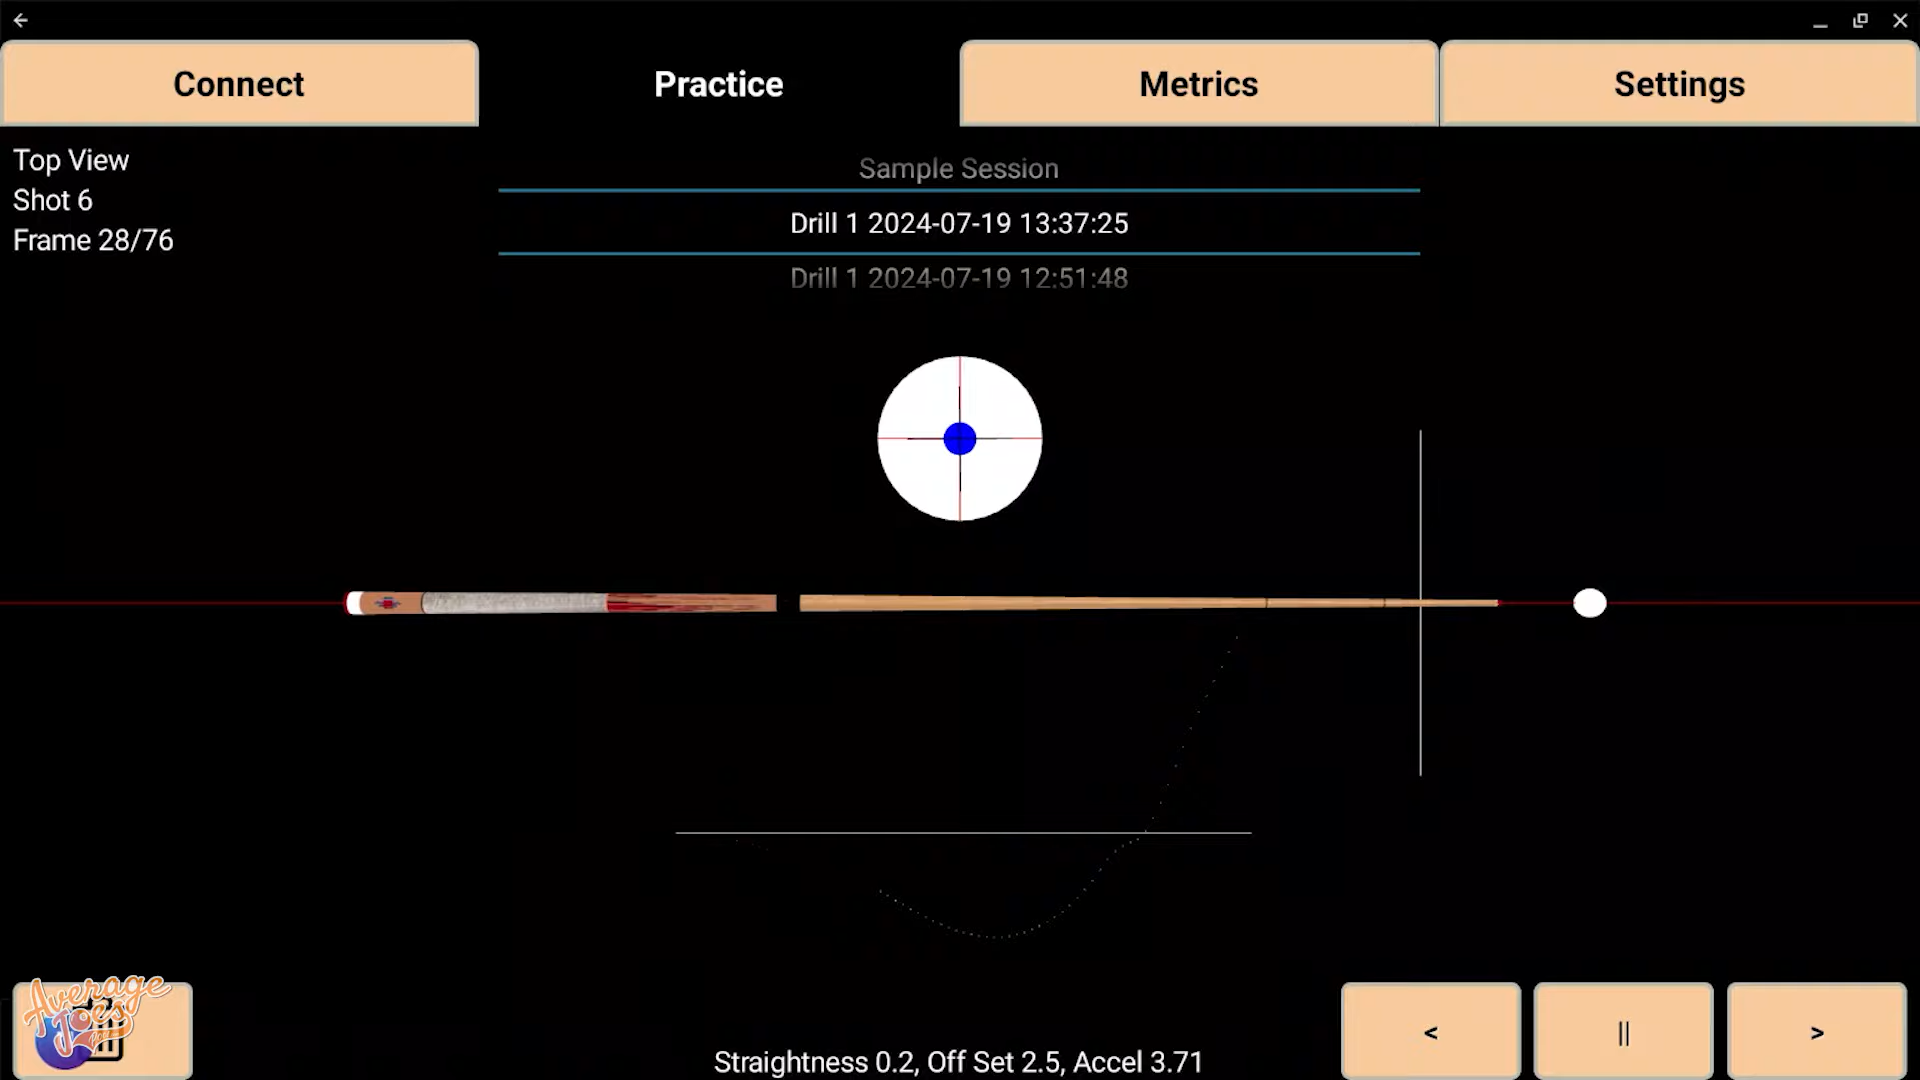 Connect
Practice
Metrics
Settings
Top View
Shot 6
Frame 28/76
Sample Session
Drill 1 2024-07-19 13:37:25
Drill 1 2024-07-19 12:51:48
Average
Joes
<
||
>
Straightness 0.2, Off Set 2.5, Accel 3.71